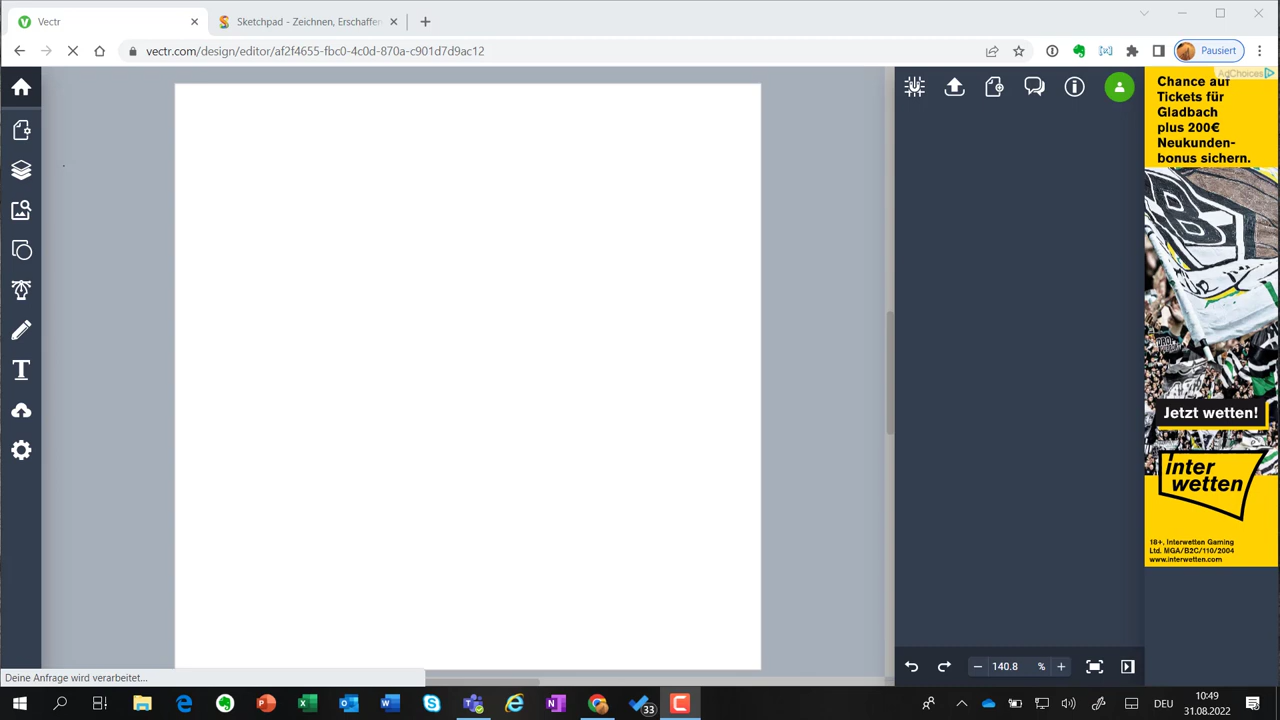 Vectr
Sketchpad - Zeichnen, Erschaffen
vectr.com/design/editor/af2f4655-fbc0-4c0d-870a-c901d7d9ac12
Pausiert
AdChoices
Chance auf
Tickets für
Gladbach
plus 200€
Neukunden-
bonus sichern.
Jetzt wetten!
inter
wetten
18+, Interwetten Gaming
Ltd. MGA/B2C/110/2004
www.interwetten.com
140.8 %
Deine Anfrage wird verarbeitet...
33
DEU
10:49
31.08.2022